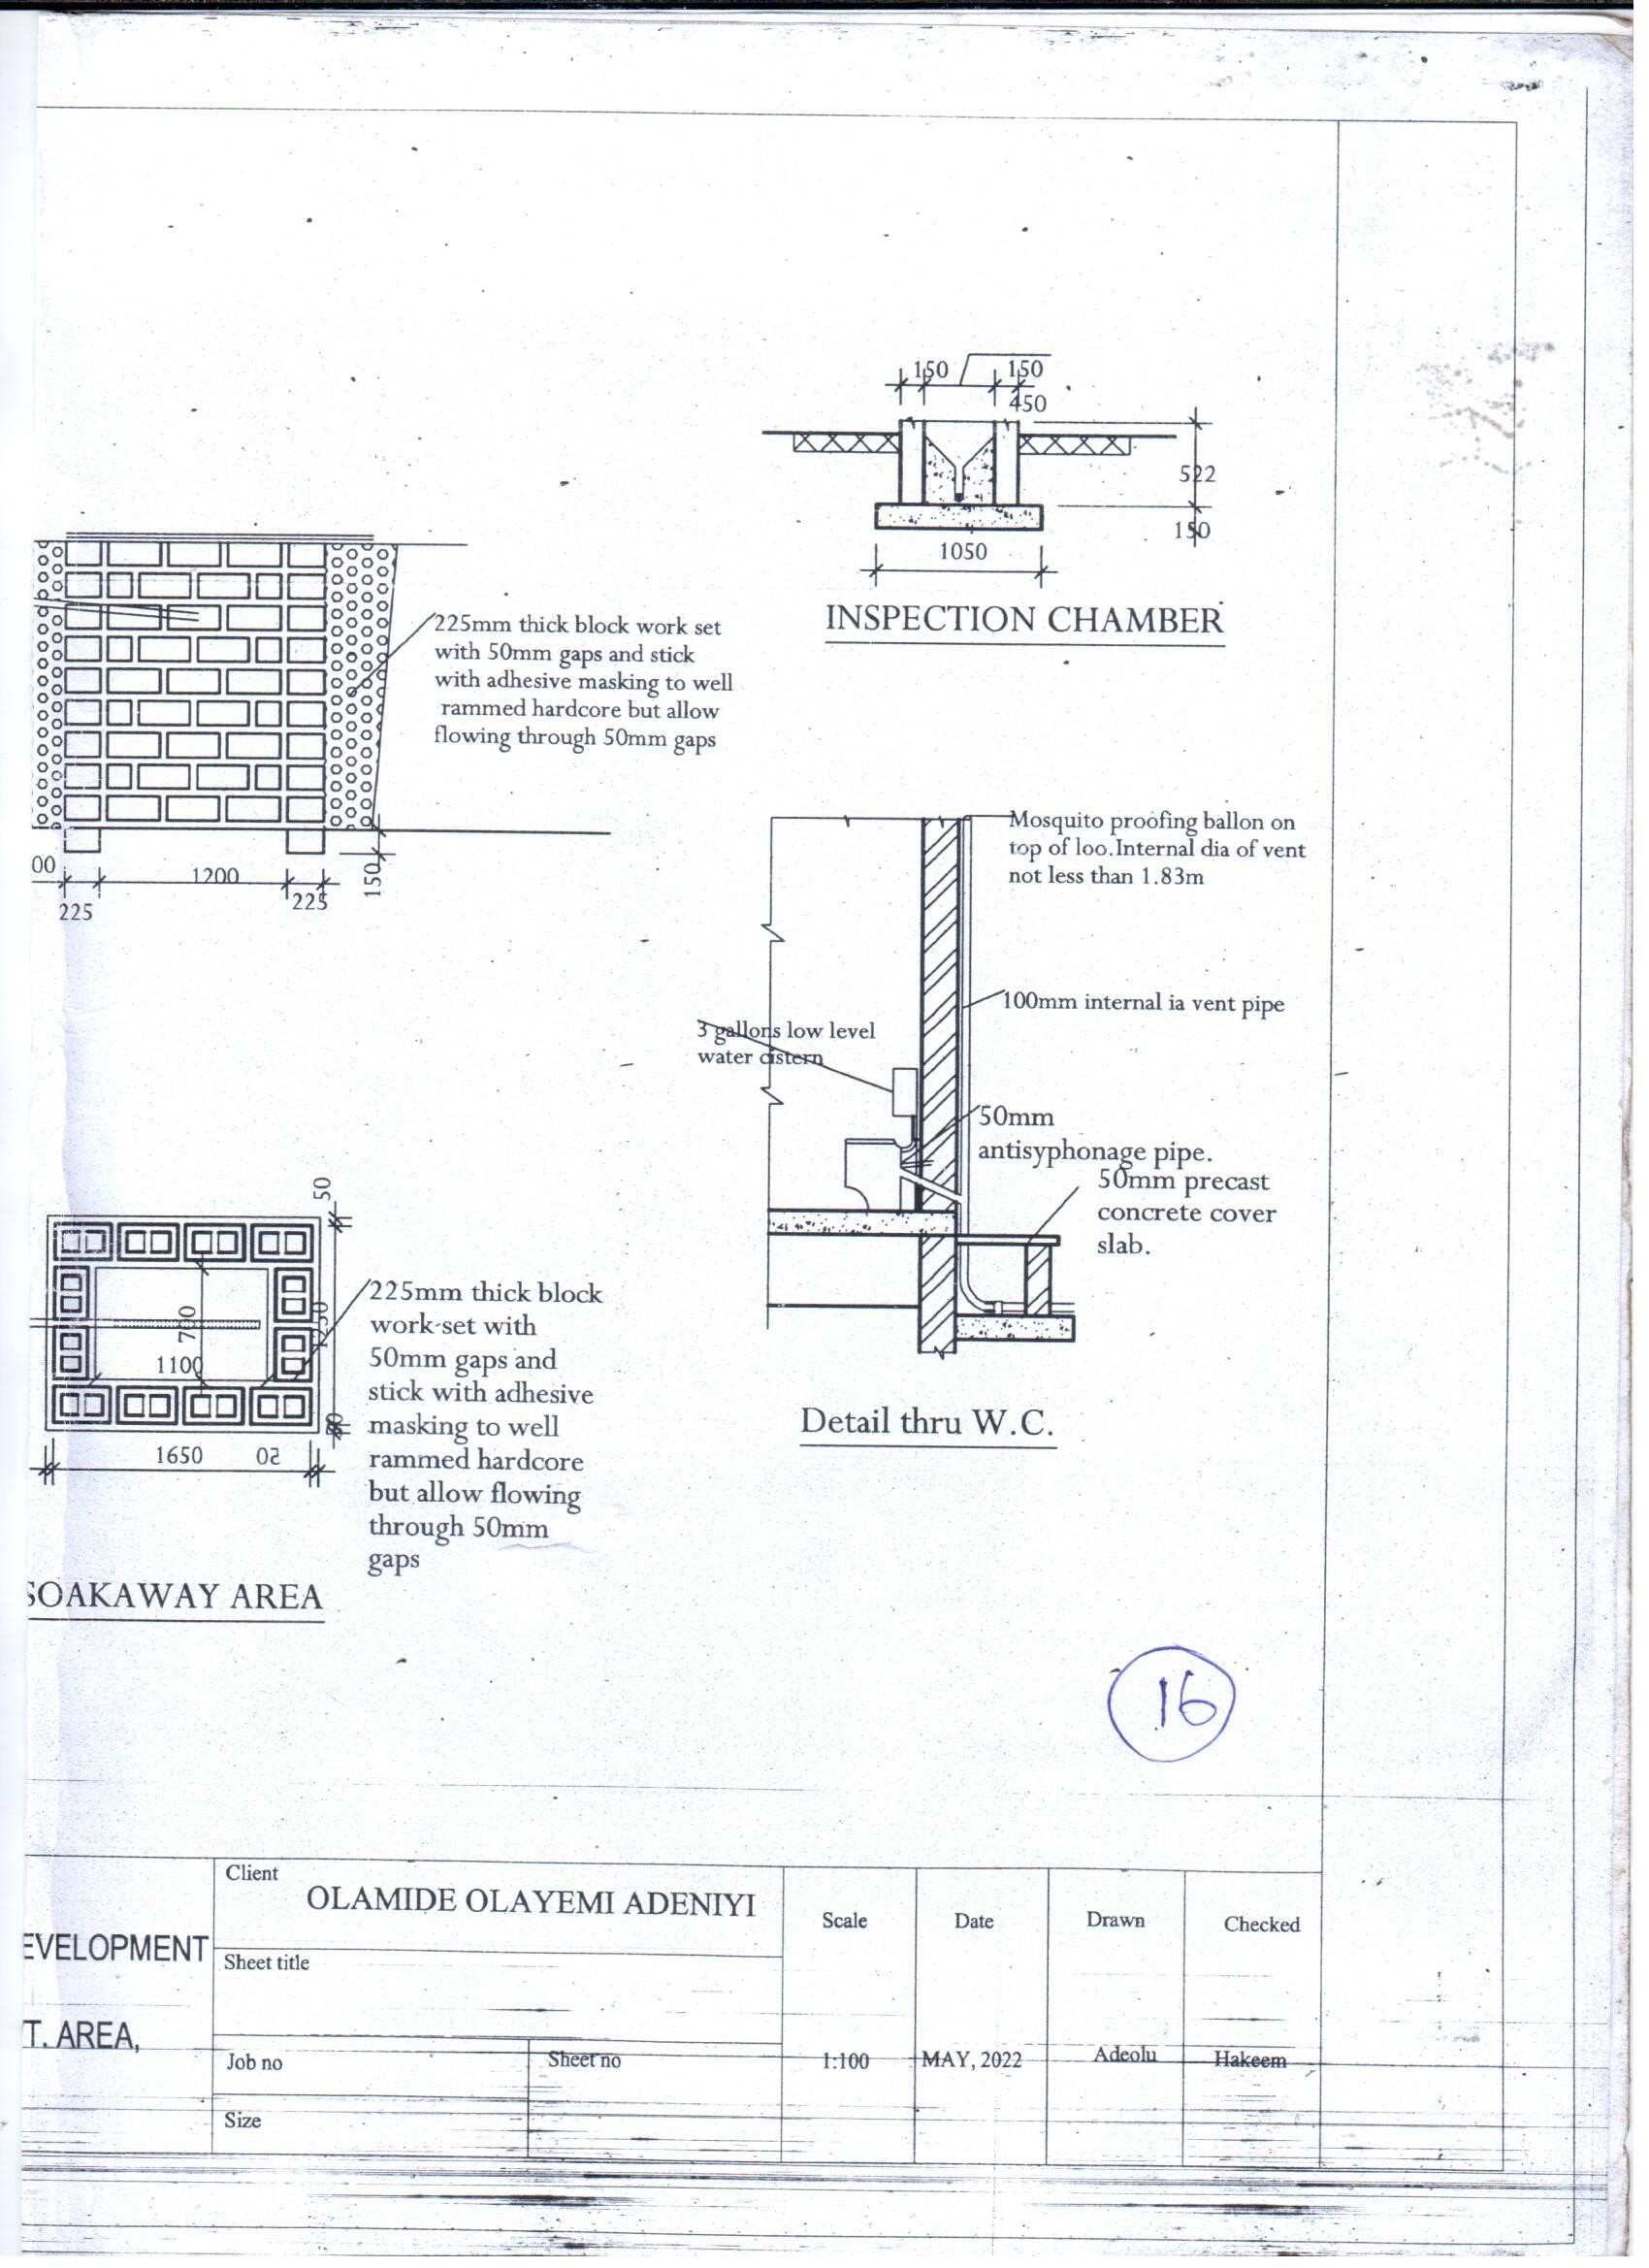 150
150
450
522
150
1050
INSPECTION CHAMBER
225mm thick block work set
with 50mm gaps and stick
with adhesive masking to well
rammed hardcore but allow
flowing through 50mm gaps
00
1200
150
225
225
Mosquito proofing ballon on
top of loo.Internal dia of vent
not less than 1.83m
100mm internal ia vent pipe
3 gallons low level
water cistern
50mm
antisyphonage pipe.
50mm precast
concrete cover
slab.
Detail thru W.C.
50
700
1100
1650
50
225mm thick block
work-set with
50mm gaps and
stick with adhesive
masking to well
rammed hardcore
but allow flowing
through 50mm
gaps
SOAKAWAY AREA
16
EVELOPMENT
T. AREA,
Client
OLAMIDE OLAYEMI ADENIYI
Sheet title
Job no
Sheet no
Size
Scale
Date
Drawn
Checked
1:100
MAY, 2022
Adeolu
Hakeem